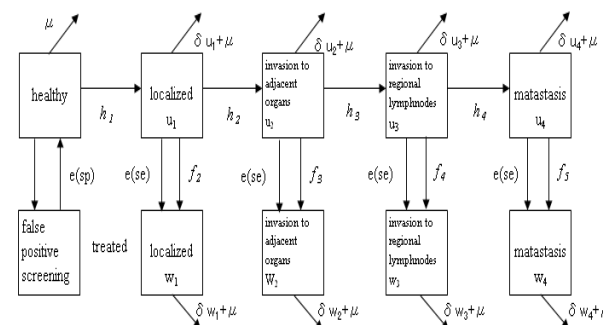 μ
δ u₁+μ
δ u₂+μ
δ u₃+μ
δ u₄+μ
healthy
h₁
localized
u₁
h₂
invasion to
adjacent
organs
u₂
h₃
invasion to
regional
lymphnodes
u₃
h₄
matastasis
u₄
e(sp)
e(se)
f₂
e(se)
f₃
e(se)
f₄
e(se)
f₅
false
positive
screening
treated
localized
w₁
invasion to
adjacent
organs
W₂
invasion to
regional
lymphnodes
w₃
matastasis
w₄
δ w₁+μ
δ w₂+μ
δ w₃+μ
δ w₄+